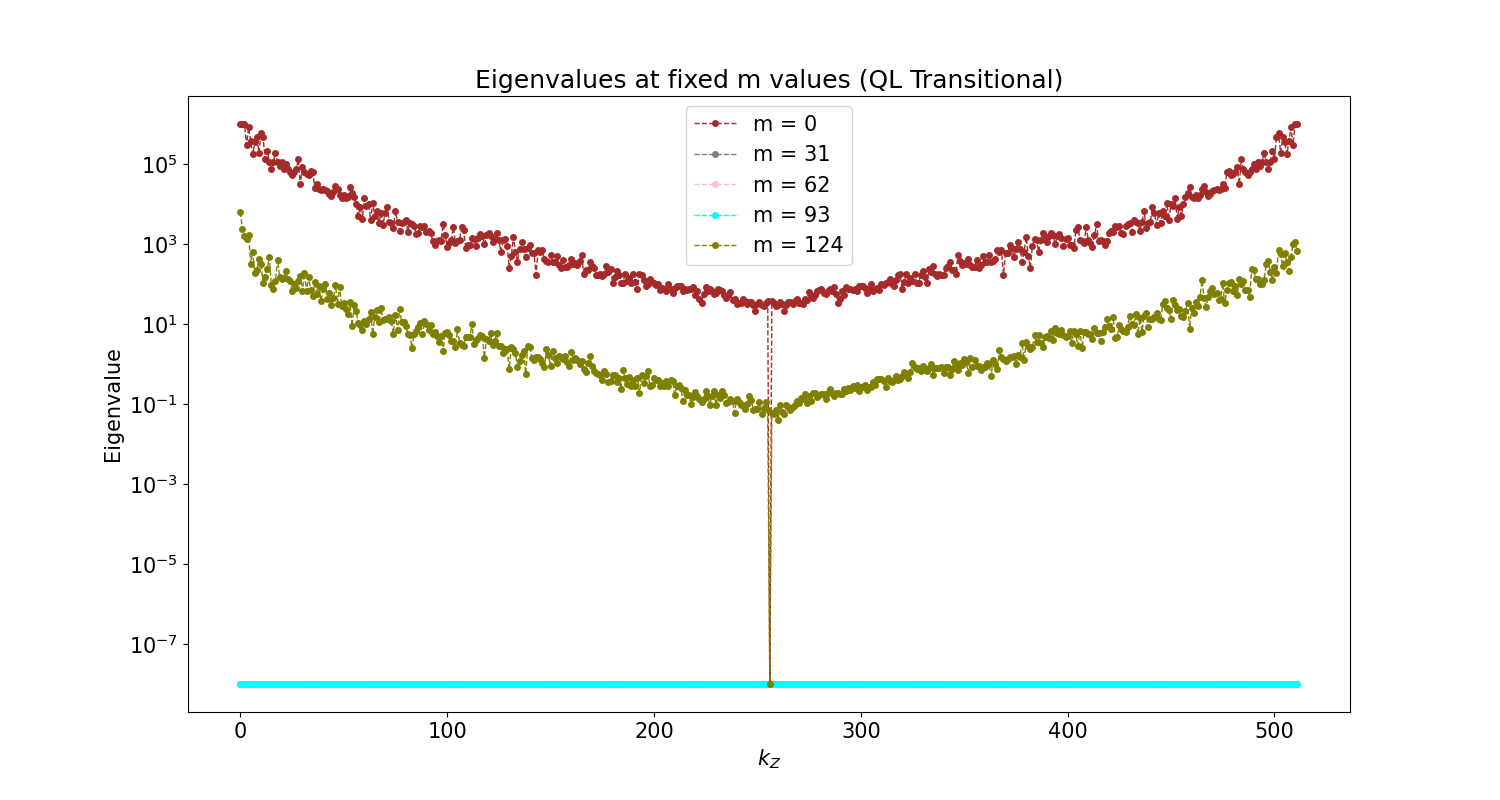 Eigenvalues at fixed m values (QL Transitional)
m = 0
m = 31
m = 62
m = 93
m = 124
Eigenvalue
10^5
10^3
10^1
10^-1
10^-3
10^-5
10^-7
0 100 200 300 400 500
k_Z